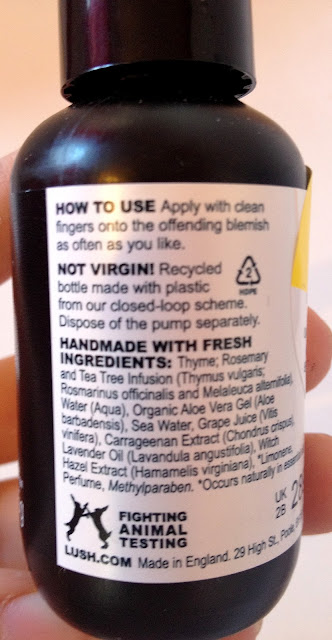 HOW TO USE Apply with clean
fingers onto the offending blemish
as often as you like.
NOT VIRGIN! Recycled
bottle made with plastic
from our closed-loop scheme.
Dispose of the pump separately.
2
HDPE
HANDMADE WITH FRESH
INGREDIENTS: Thyme; Rosemary
and Tea Tree Infusion (Thymus vulgaris;
Rosmarinus officinalis and Melaleuca alternifolia),
Water (Aqua), Organic Aloe Vera Gel (Aloe
barbadensis), Sea Water, Grape Juice (Vitis
vinifera), Carrageenan Extract (Chondrus crispus),
Lavender Oil (Lavandula angustifolia), Witch
Hazel Extract (Hamamelis virginiana), *Limonene,
Perfume, Methylparaben. *Occurs naturally in
FIGHTING
ANIMAL
TESTING
UK
2B
LUSH.COM Made in England. 29 High St., Poole,